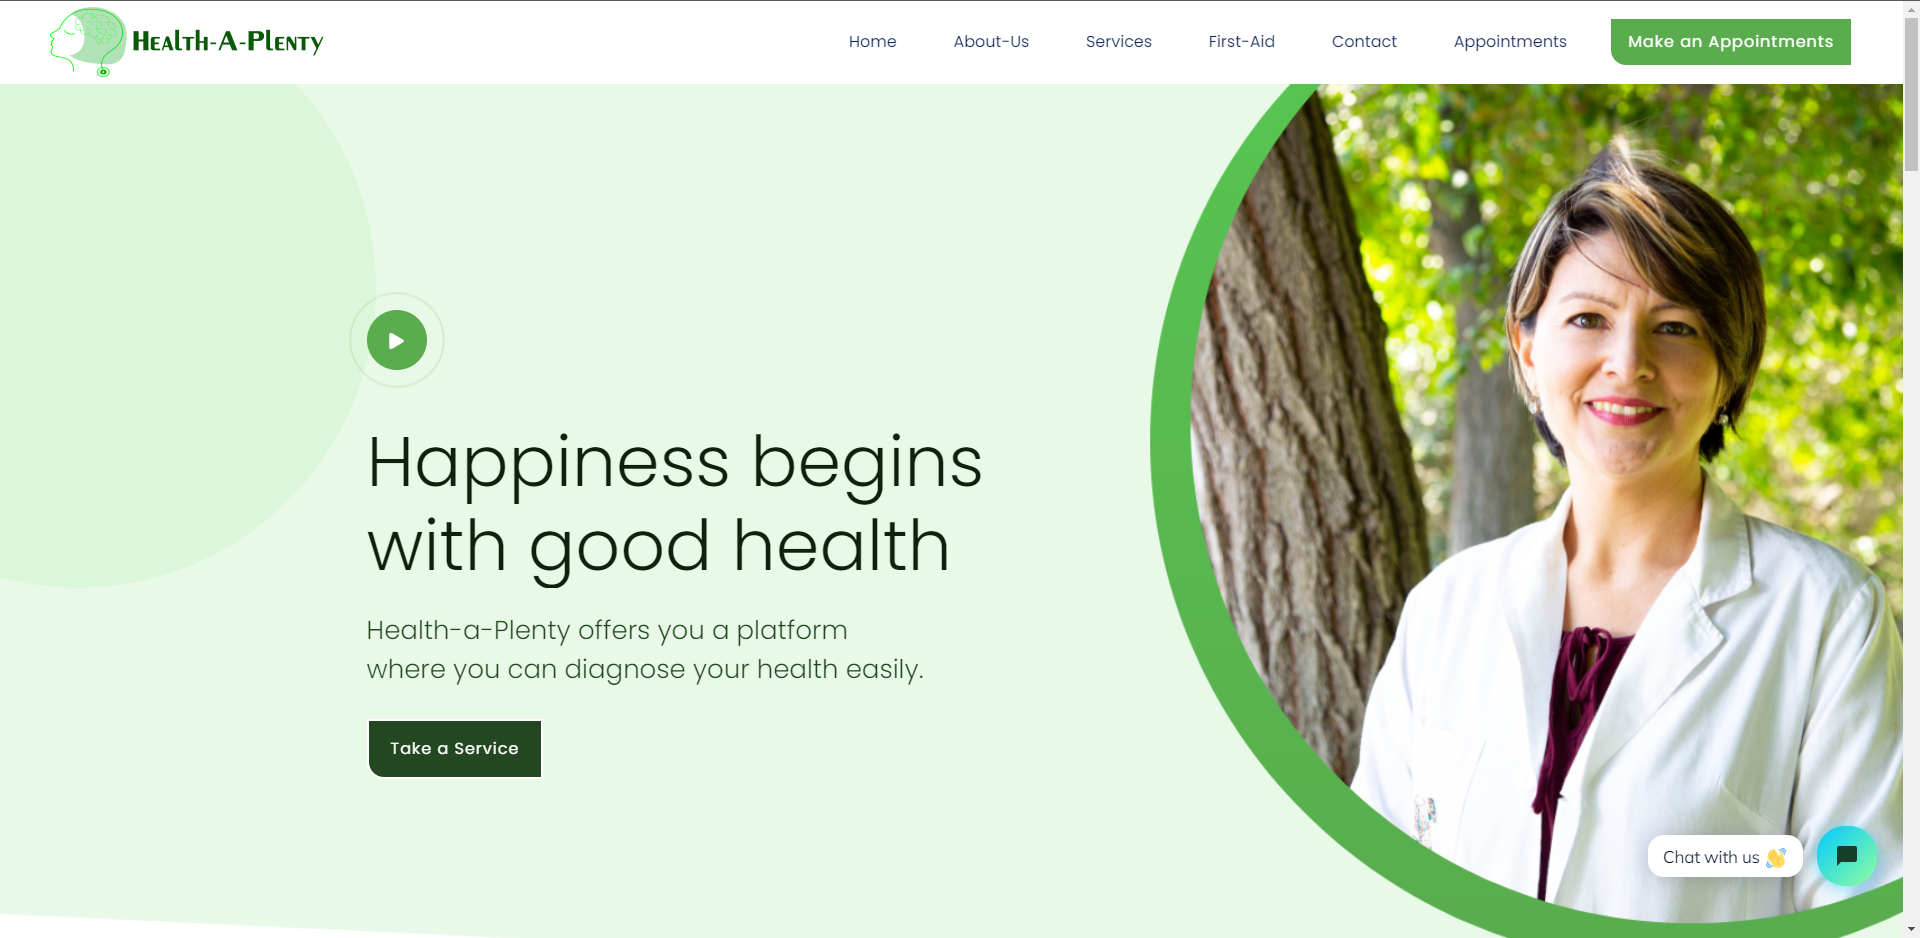 Health-A-Plenty
Home About-Us Services First-Aid Contact Appointments Make an Appointments
Happiness begins
with good health
Health-a-Plenty offers you a platform
where you can diagnose your health easily.
Take a Service
Chat with us 👋